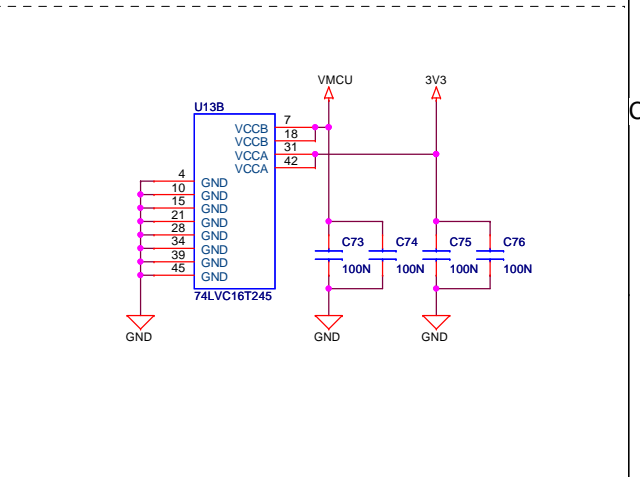 VMCU
3V3
C
U13B
VCCB 7
VCCB 18
VCCA 31
VCCA 42
4 GND
10 GND
15 GND
21 GND
28 GND
34 GND
39 GND
45 GND
74LVC16T245
C73
100N
C74
100N
C75
100N
C76
100N
GND
GND
GND